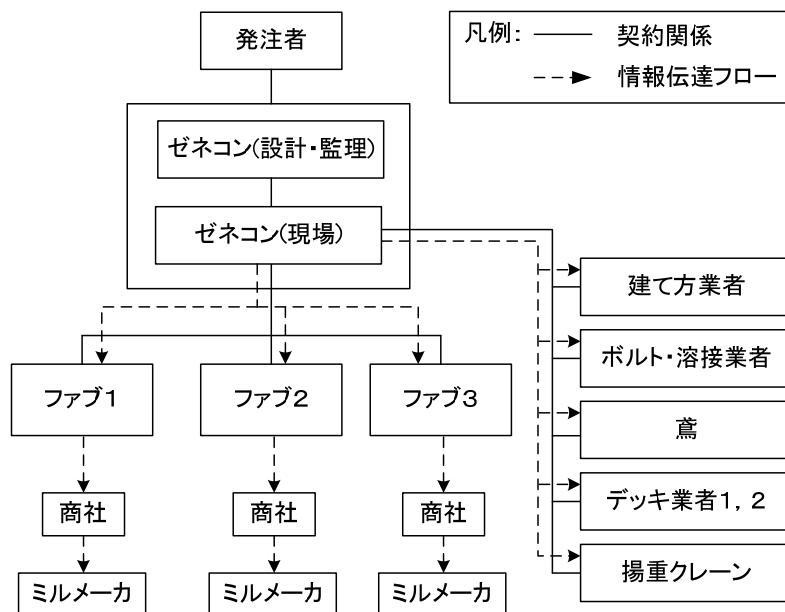 発注者
凡例: 契約関係
情報伝達フロー
ゼネコン(設計・監理)
ゼネコン(現場)
建て方業者
ボルト・溶接業者
鳶
デッキ業者1, 2
揚重クレーン
ファブ1 ファブ2 ファブ3
商社 商社 商社
ミルメーカ ミルメーカ ミルメーカ